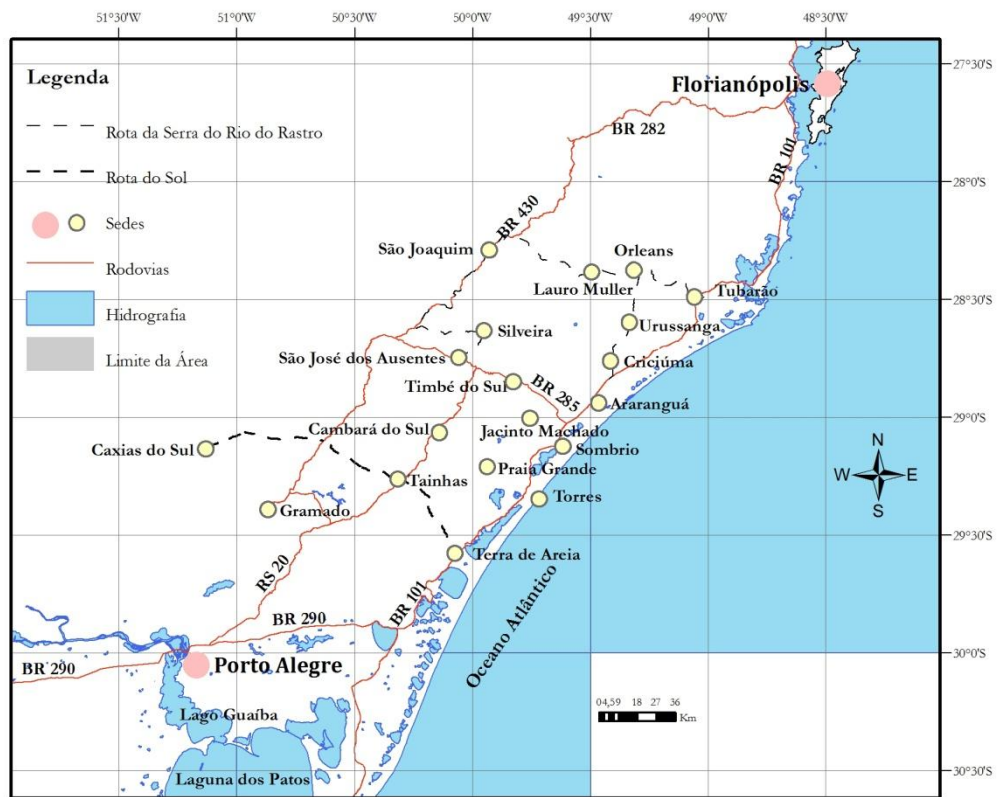 51°30'W
51°0'W
50°30'W
50°0'W
49°30'W
49°0'W
48°30'W
Legenda
Rota da Serra do Rio do Rastro
Rota do Sol
Sedes
Rodovias
Hidrografia
Limite da Área
Florianópolis
27°30'S
BR 282
BR 101
28°0'S
BR 430
São Joaquim
Orleans
Lauro Muller
Tubarão
28°30'S
Silveira
Urussanga
São José dos Ausentes
Criciúma
Timbé do Sul
BR 285
Araranguá
29°0'S
Cambará do Sul
Jacinto Machado
Caxias do Sul
Sombrio
Praia Grande
Tainhas
Torres
Gramado
N
W
E
S
29°30'S
Terra de Areia
RS 20
BR 101
BR 290
Oceano Atlântico
30°0'S
BR 290
Porto Alegre
Lago Guaíba
04,59 18 27 36
Km
Laguna dos Patos
30°30'S